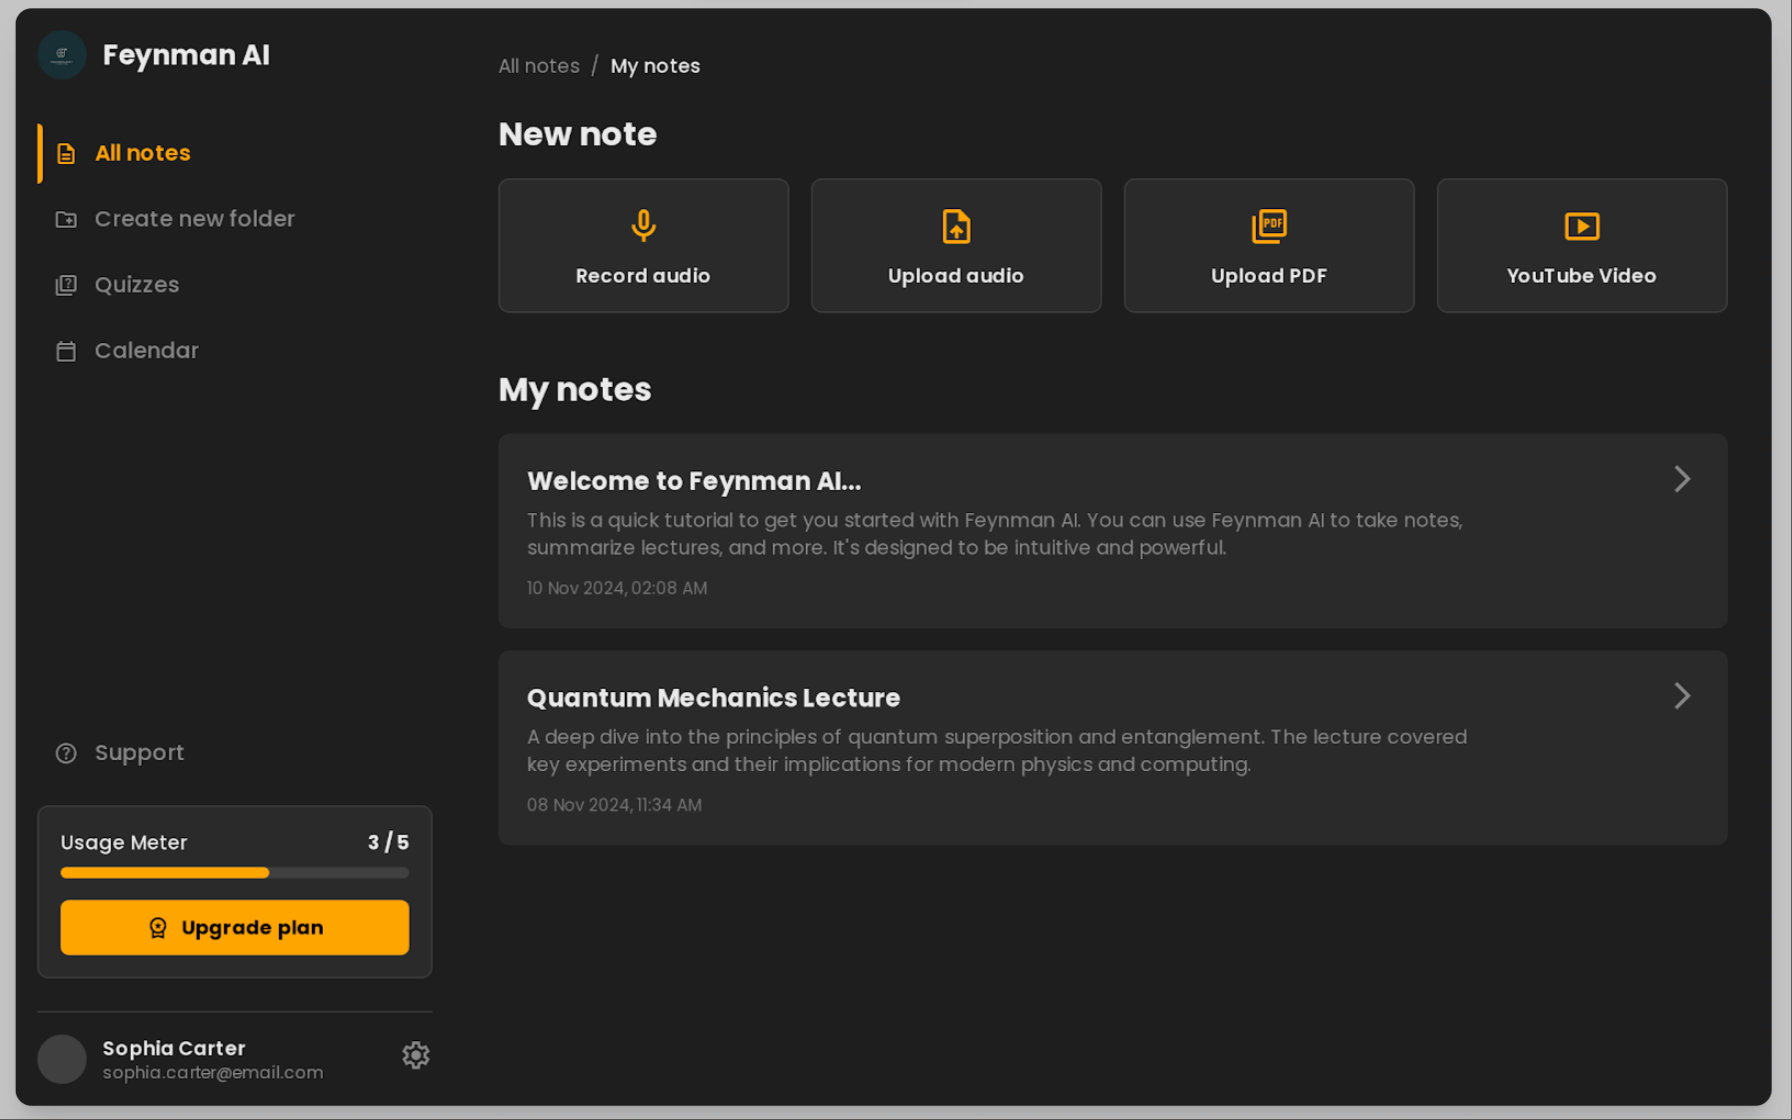 Feynman AI
All notes
Create new folder
Quizzes
Calendar
Support
Usage Meter 3 / 5
Upgrade plan
Sophia Carter
sophia.carter@email.com
All notes / My notes
New note
Record audio
Upload audio
PDF
Upload PDF
YouTube Video
My notes
Welcome to Feynman AI...
This is a quick tutorial to get you started with Feynman AI. You can use Feynman AI to take notes,
summarize lectures, and more. It's designed to be intuitive and powerful.
10 Nov 2024, 02:08 AM
Quantum Mechanics Lecture
A deep dive into the principles of quantum superposition and entanglement. The lecture covered
key experiments and their implications for modern physics and computing.
08 Nov 2024, 11:34 AM